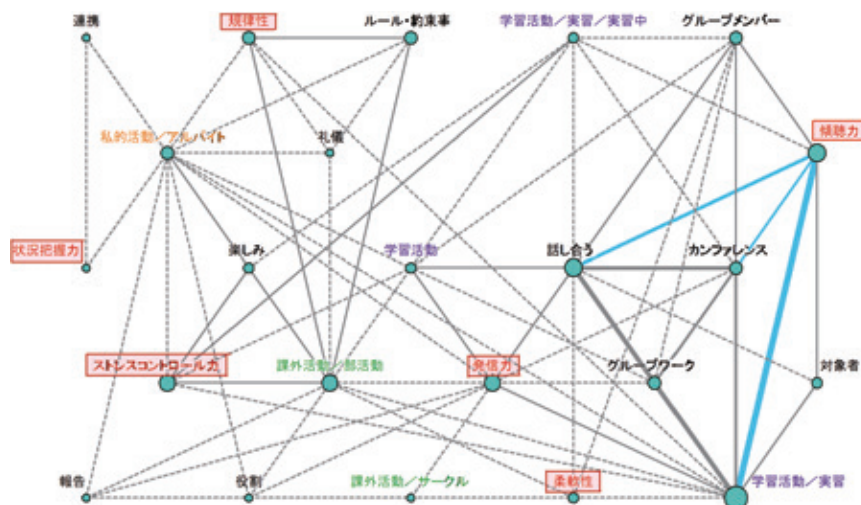 連携
規律性
ルール・約束事
学習活動／実習／実習中
グループメンバー
私的活動／アルバイト
礼儀
傾聴力
状況把握力
楽しみ
学習活動
話し合う
カンファレンス
ストレスコントロール力
課外活動／部活動
発信力
グループワーク
対象者
報告
役割
課外活動／サークル
柔軟性
学習活動／実習